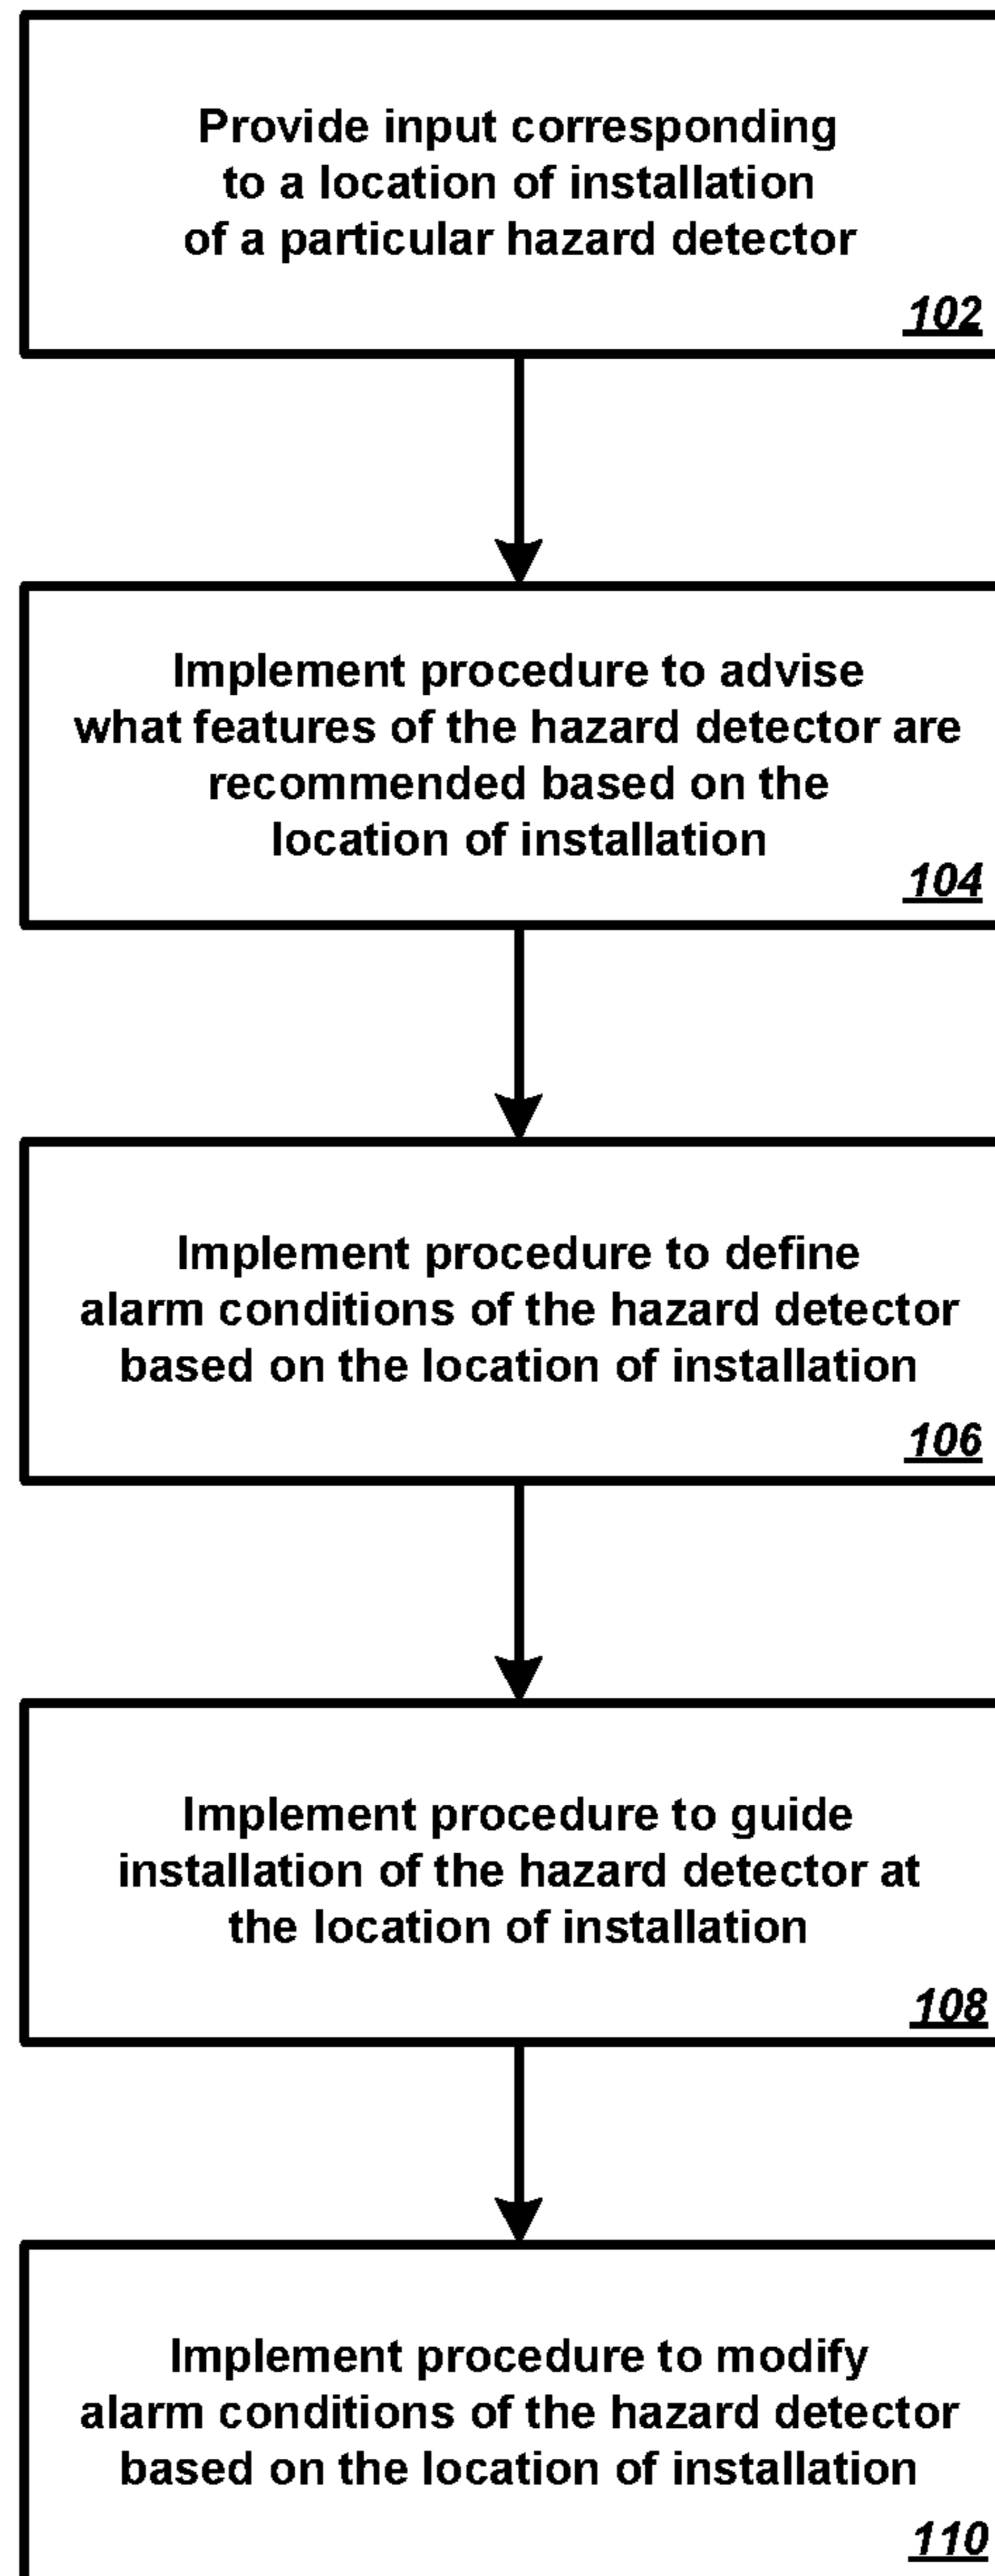 Provide input corresponding
to a location of installation
of a particular hazard detector
102
Implement procedure to advise
what features of the hazard detector are
recommended based on the
location of installation
104
Implement procedure to define
alarm conditions of the hazard detector
based on the location of installation
106
Implement procedure to guide
installation of the hazard detector at
the location of installation
108
Implement procedure to modify
alarm conditions of the hazard detector
based on the location of installation
110